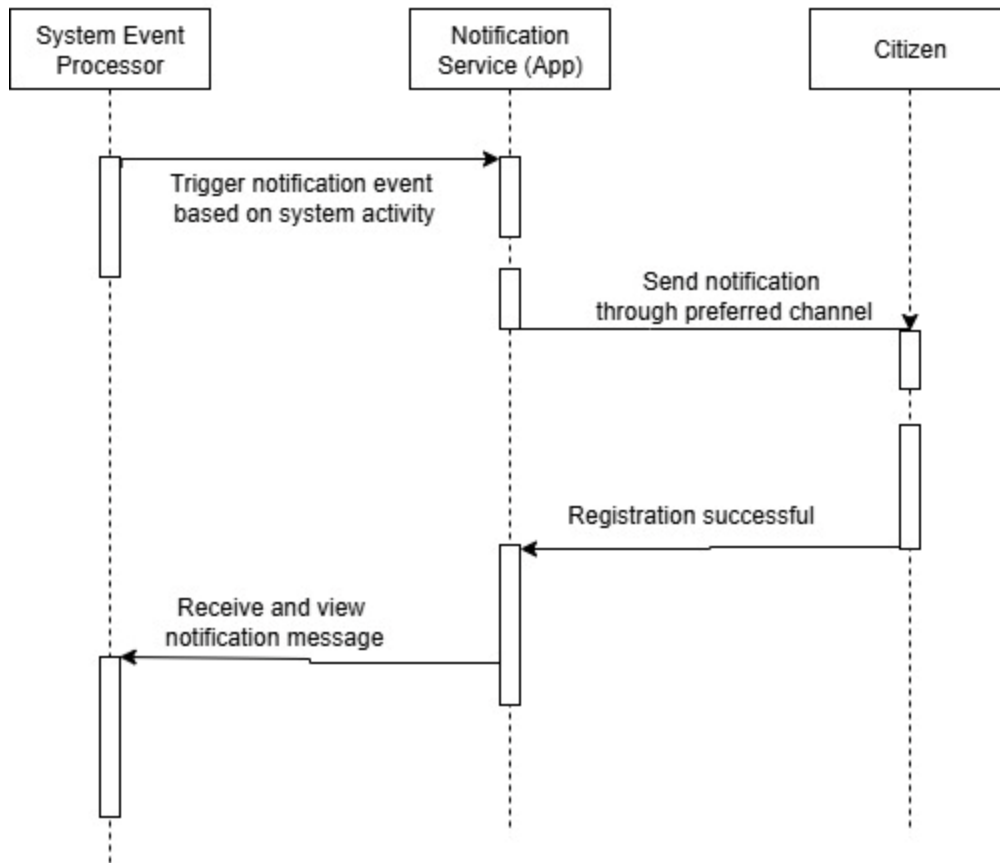 System Event
Processor
Notification
Service (App)
Citizen
Trigger notification event
based on system activity
Send notification
through preferred channel
Registration successful
Receive and view
notification message